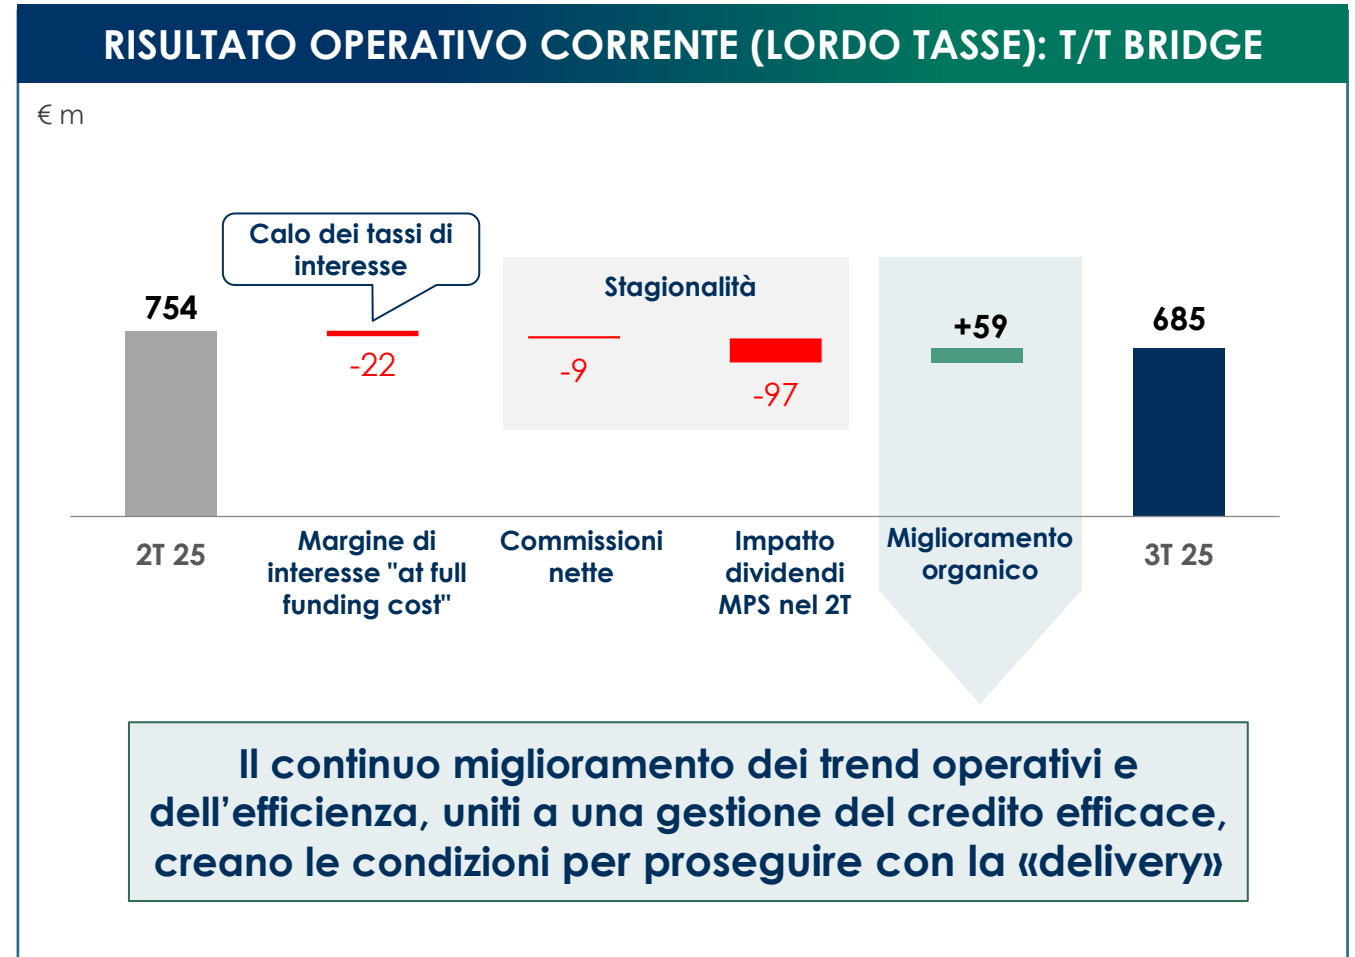 RISULTATO OPERATIVO CORRENTE (LORDO TASSE): T/T BRIDGE
€ m
Calo dei tassi di
interesse
Stagionalità
754
-22
-9
-97
+59
685
2T 25
Margine di
interesse "at full
funding cost"
Commissioni
nette
Impatto
dividendi
MPS nel 2T
Miglioramento
organico
3T 25
Il continuo miglioramento dei trend operativi e
dell’efficienza, uniti a una gestione del credito efficace,
creano le condizioni per proseguire con la «delivery»